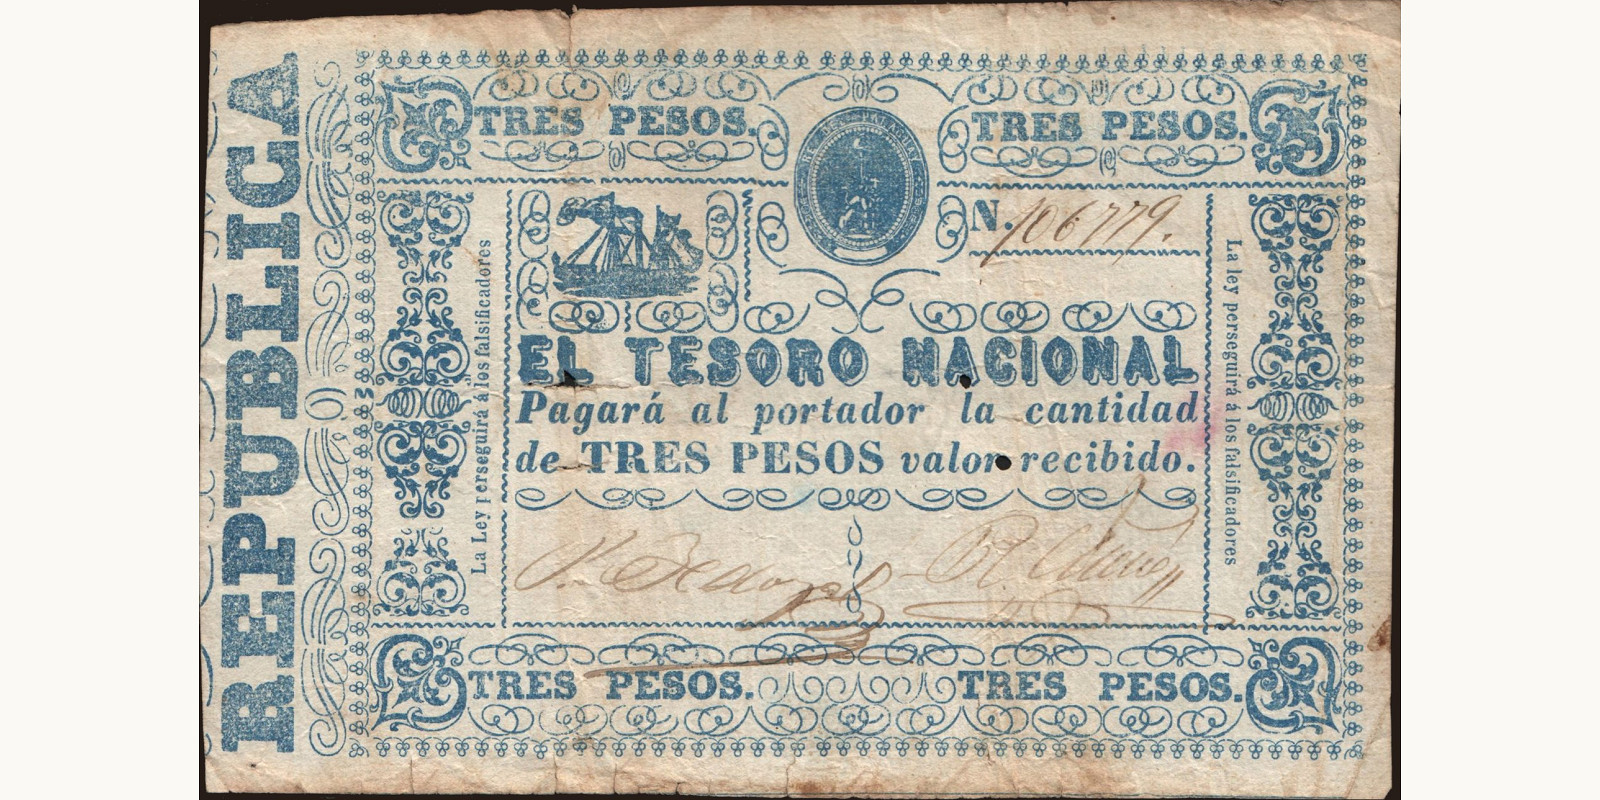 REPUBLICA
TRES PESOS.
TRES PESOS.
N. 106779.
La Ley perseguirá á los falsificadores
EL TESORO NACIONAL
Pagará al portador la cantidad
de TRES PESOS valor recibido.
La ley perseguirá á los falsificadores
TRES PESOS.
TRES PESOS.